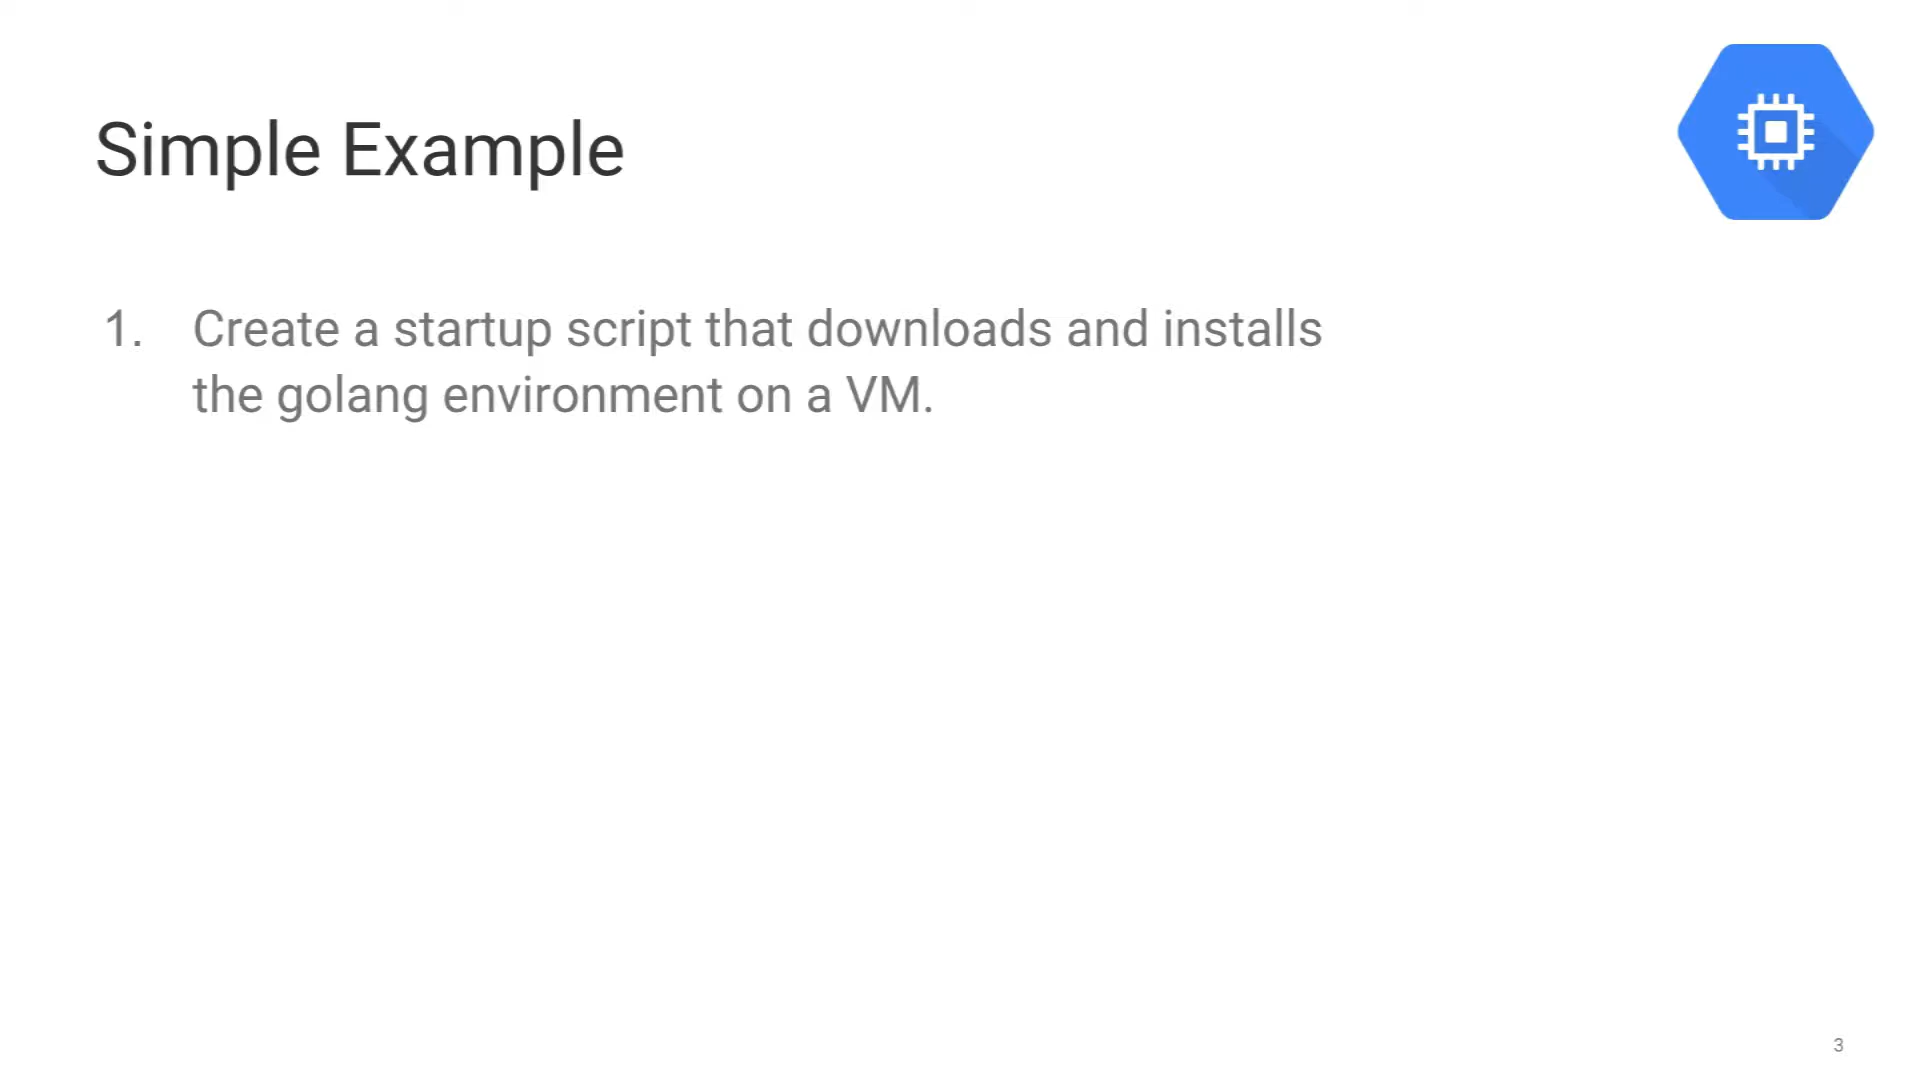 Simple Example
1. Create a startup script that downloads and installs
the golang environment on a VM.
3